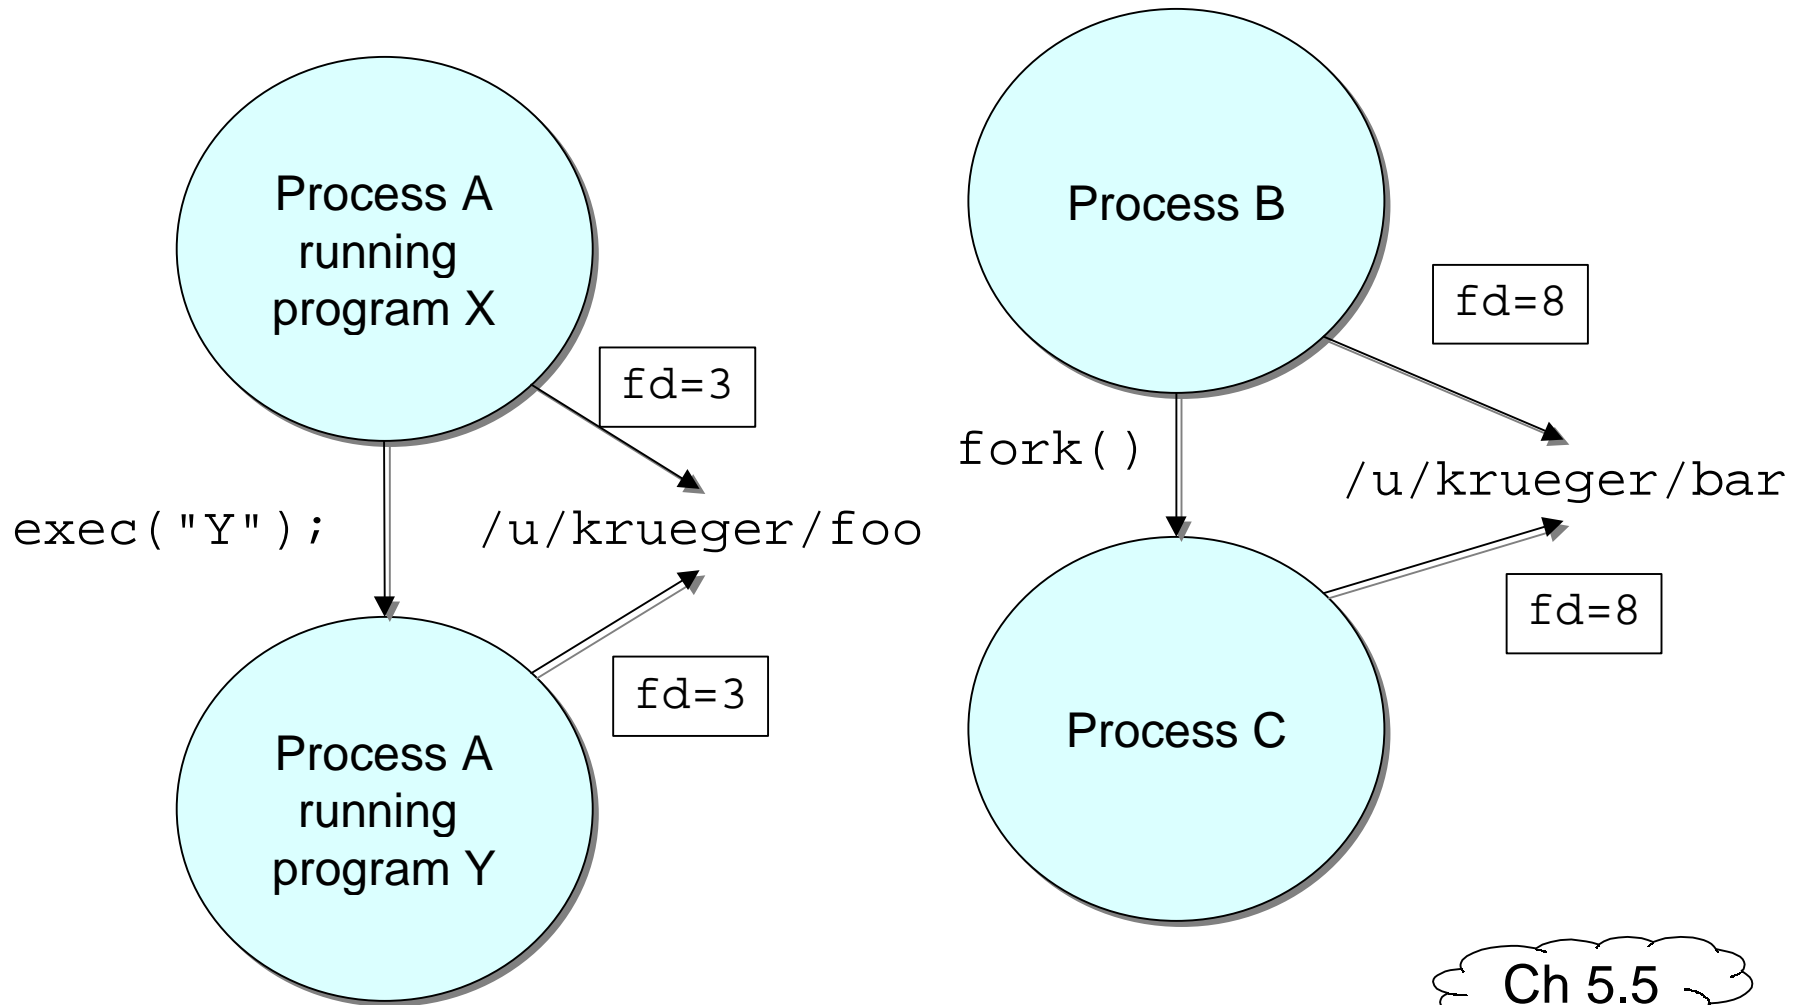 Process A
running
program X
fd=3
exec("Y");
/u/krueger/foo
fd=3
Process A
running
program Y
Process B
fd=8
fork()
/u/krueger/bar
fd=8
Process C
Ch 5.5